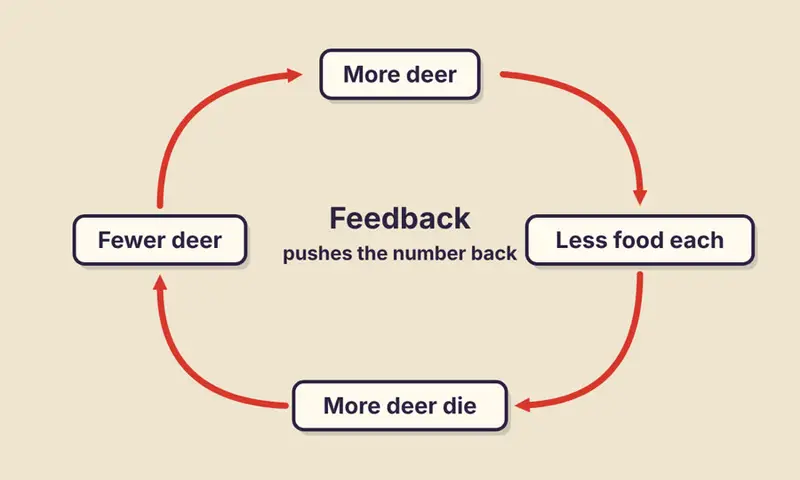 More deer
Feedback
Fewer deer
Less food each
pushes the number back
More deer die